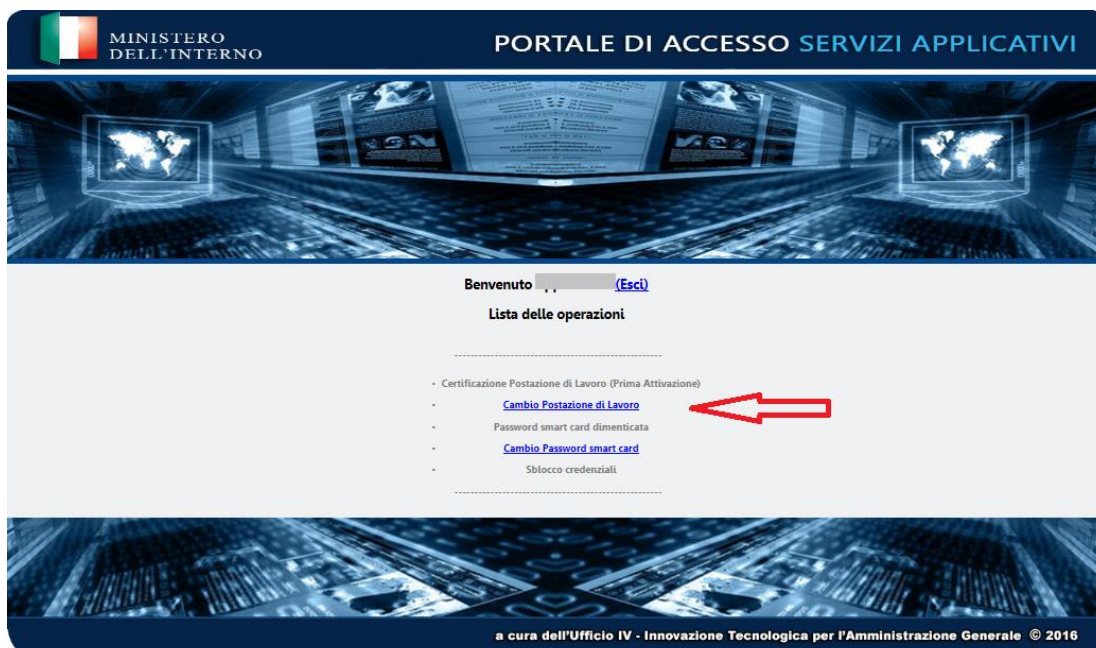 MINISTERO
DELL'INTERNO
PORTALE DI ACCESSO SERVIZI APPLICATIVI
Benvenuto (Esci)
Lista delle operazioni
- Certificazione Postazione di Lavoro (Prima Attivazione)
- Cambio Postazione di Lavoro
- Password smart card dimenticata
- Cambio Password smart card
- Sblocco credenziali
a cura dell'Ufficio IV - Innovazione Tecnologica per l'Amministrazione Generale © 2016